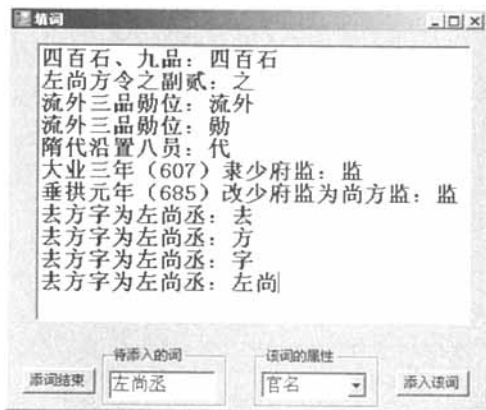 填词
四百石、九品：四百石
左尚方令之副贰：之
流外三品勋位：流外
流外三品勋位：勋
隋代沿置八员：代
大业三年（607）隶少府监：监
垂拱元年（685）改少府监为尚方监：监
去方字为左尚丞：去
去方字为左尚丞：方
去方字为左尚丞：字
去方字为左尚丞：左尚
待添入的词
该词的属性
添词结束
左尚丞
官名
添入该词